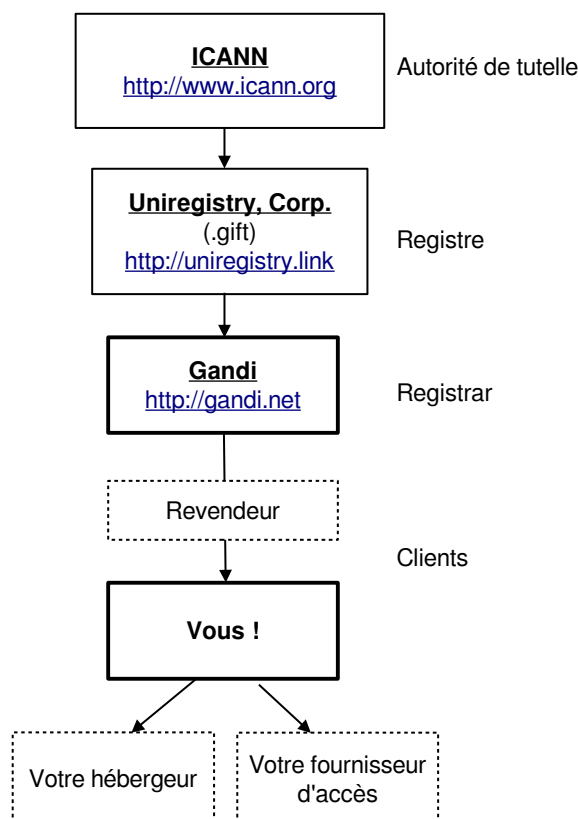 ICANN
http://www.icann.org
Autorité de tutelle
Uniregistry, Corp.
(.gift)
http://uniregistry.link
Registre
Gandi
http://gandi.net
Registrar
Revendeur
Clients
Vous !
Votre hébergeur
Votre fournisseur
d'accès